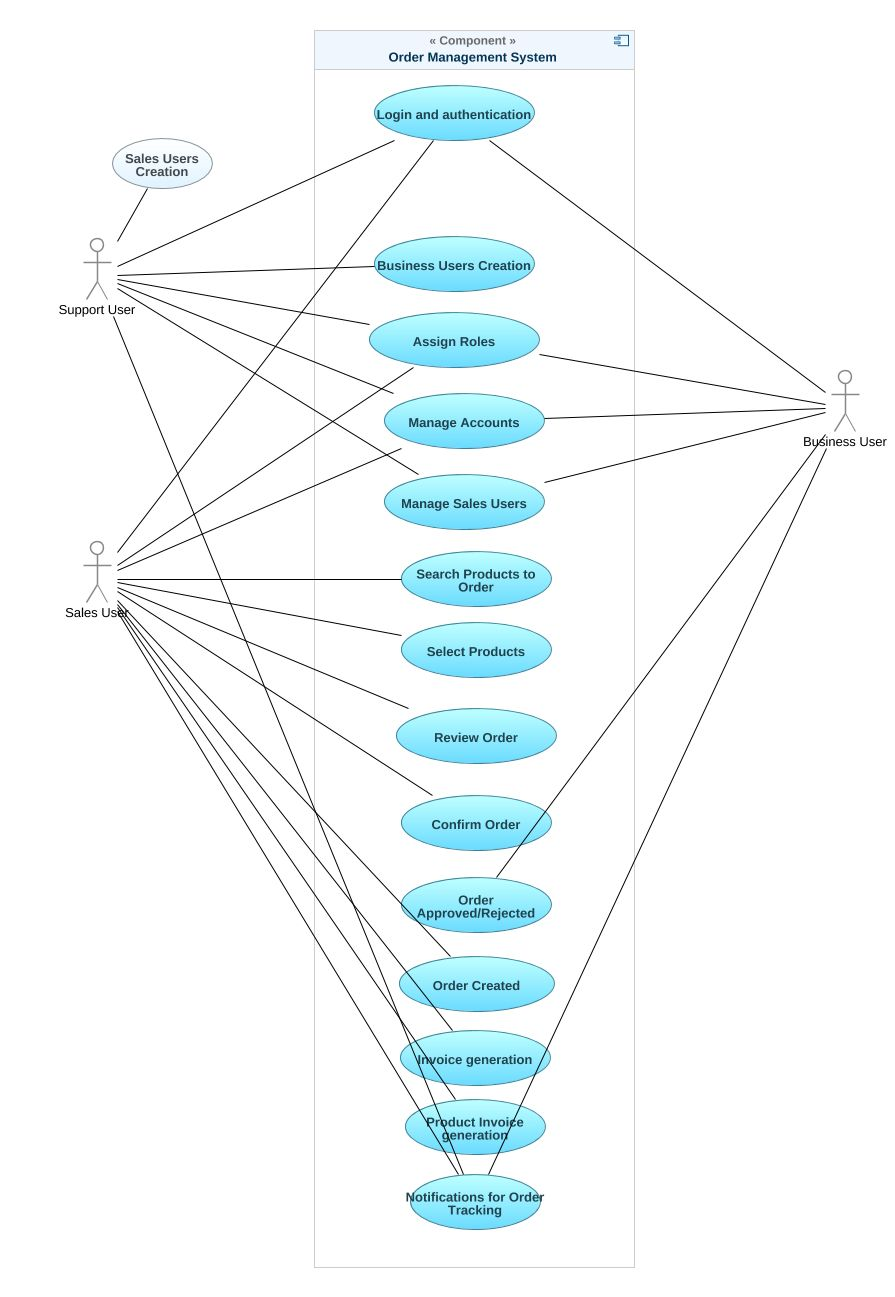 « Component »
Order Management System
Login and authentication
Sales Users
Creation
Business Users Creation
Support User
Assign Roles
Manage Accounts
Business User
Manage Sales Users
Search Products to
Order
Sales User
Select Products
Review Order
Confirm Order
Order
Approved/Rejected
Order Created
Invoice generation
Product Invoice
generation
Notifications for Order
Tracking